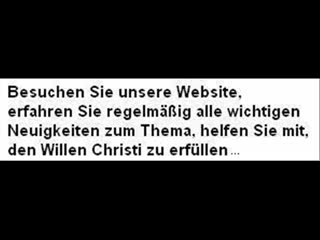 Besuchen Sie unsere Website,
erfahren Sie regelmäßig alle wichtigen
Neuigkeiten zum Thema, helfen Sie mit,
den Willen Christi zu erfüllen...